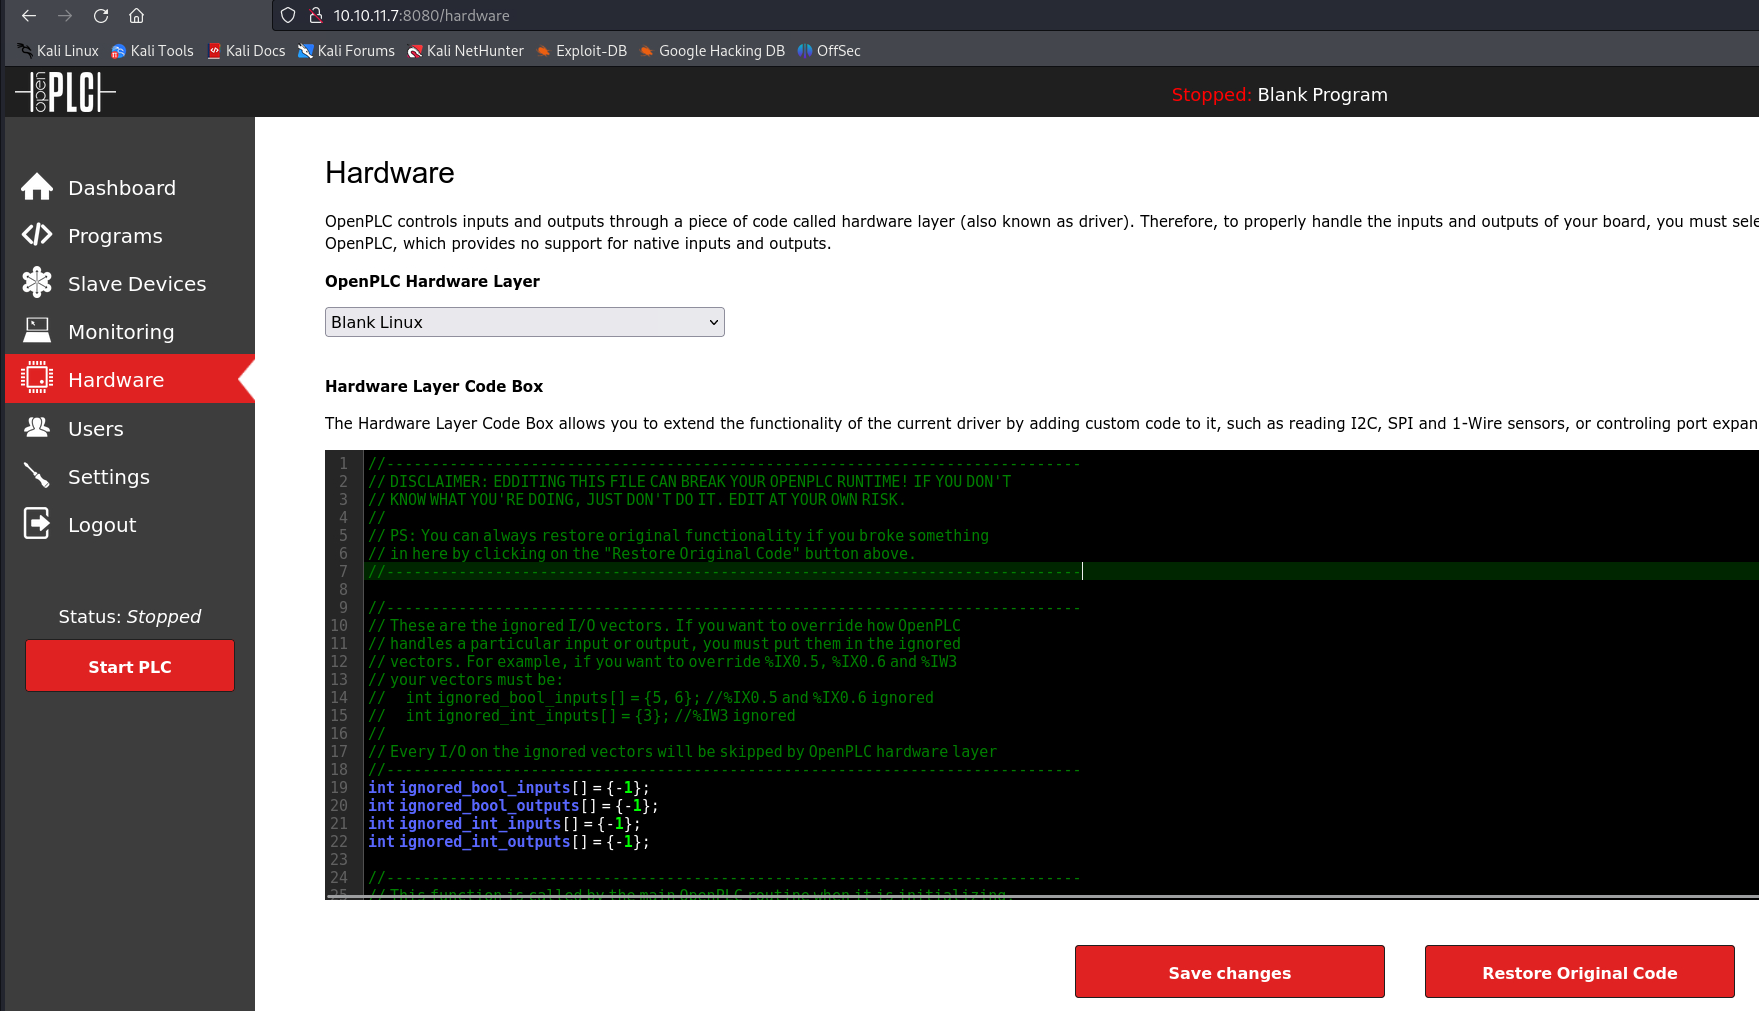 10.10.11.7:8080/hardware
Kali Linux Kali Tools Kali Docs Kali Forums Kali NetHunter Exploit-DB Google Hacking DB OffSec
open PLC
Stopped: Blank Program
Dashboard
Programs
Slave Devices
Monitoring
Hardware
Users
Settings
Logout
Status: Stopped
Start PLC
Hardware
OpenPLC controls inputs and outputs through a piece of code called hardware layer (also known as driver). Therefore, to properly handle the inputs and outputs of your board, you must
OpenPLC, which provides no support for native inputs and outputs.
OpenPLC Hardware Layer
Blank Linux
Hardware Layer Code Box
The Hardware Layer Code Box allows you to extend the functionality of the current driver by adding custom code to it, such as reading I2C, SPI and 1-Wire sensors, or controling port
1 //-----------------------------------------------------------------------------
2 // DISCLAIMER: EDDITING THIS FILE CAN BREAK YOUR OPENPLC RUNTIME! IF YOU DON'T
3 // KNOW WHAT YOU'RE DOING, JUST DON'T DO IT. EDIT AT YOUR OWN RISK.
4 //
5 // PS: You can always restore original functionality if you broke something
6 // in here by clicking on the "Restore Original Code" button above.
7 //-----------------------------------------------------------------------------
8
9 //-----------------------------------------------------------------------------
10 // These are the ignored I/O vectors. If you want to override how OpenPLC
11 // handles a particular input or output, you must put them in the ignored
12 // vectors. For example, if you want to override %IX0.5, %IX0.6 and %IW3
13 // your vectors must be:
14 //    int ignored_bool_inputs[] = {5, 6}; //%IX0.5 and %IX0.6 ignored
15 //    int ignored_int_inputs[] = {3}; //%IW3 ignored
16 //
17 // Every I/O on the ignored vectors will be skipped by OpenPLC hardware layer
18 //-----------------------------------------------------------------------------
19 int ignored_bool_inputs[] = {-1};
20 int ignored_bool_outputs[] = {-1};
21 int ignored_int_inputs[] = {-1};
22 int ignored_int_outputs[] = {-1};
23
24 //-----------------------------------------------------------------------------
25 // This function is called by the main OpenPLC routine when it is initializing.
Save changes
Restore Original Code